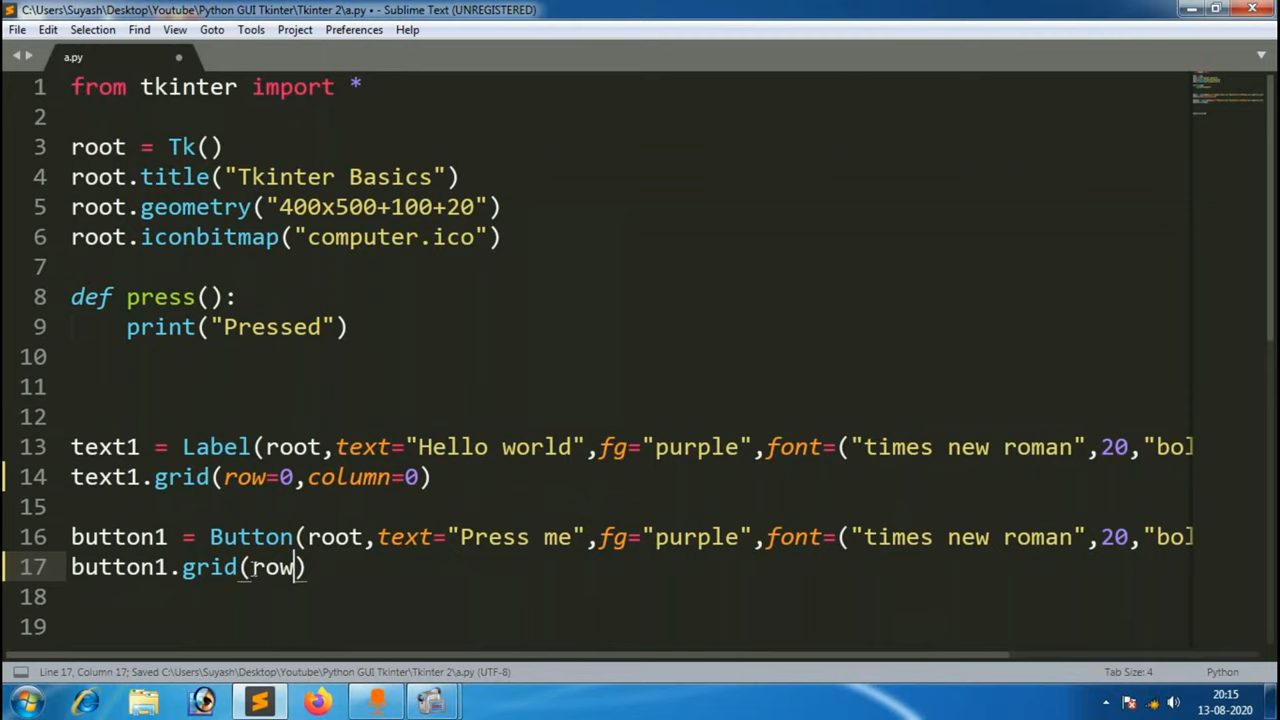 C:\Users\Suyash\Desktop\Youtube\Python GUI Tkinter\Tkinter 2\a.py • - Sublime Text (UNREGISTERED)
File Edit Selection Find View Goto Tools Project Preferences Help
a.py
1 from tkinter import *
2
3 root = Tk()
4 root.title("Tkinter Basics")
5 root.geometry("400x500+100+20")
6 root.iconbitmap("computer.ico")
7
8 def press():
9 print("Pressed")
10
11
12
13 text1 = Label(root,text="Hello world",fg="purple",font=("times new roman",20,"bol
14 text1.grid(row=0,column=0)
15
16 button1 = Button(root,text="Press me",fg="purple",font=("times new roman",20,"bol
17 button1.grid(row)
18
19
Line 17, Column 17; Saved C:\Users\Suyash\Desktop\Youtube\Python GUI Tkinter\Tkinter 2\a.py (UTF-8) Tab Size: 4 Python
20:15
13-08-2020